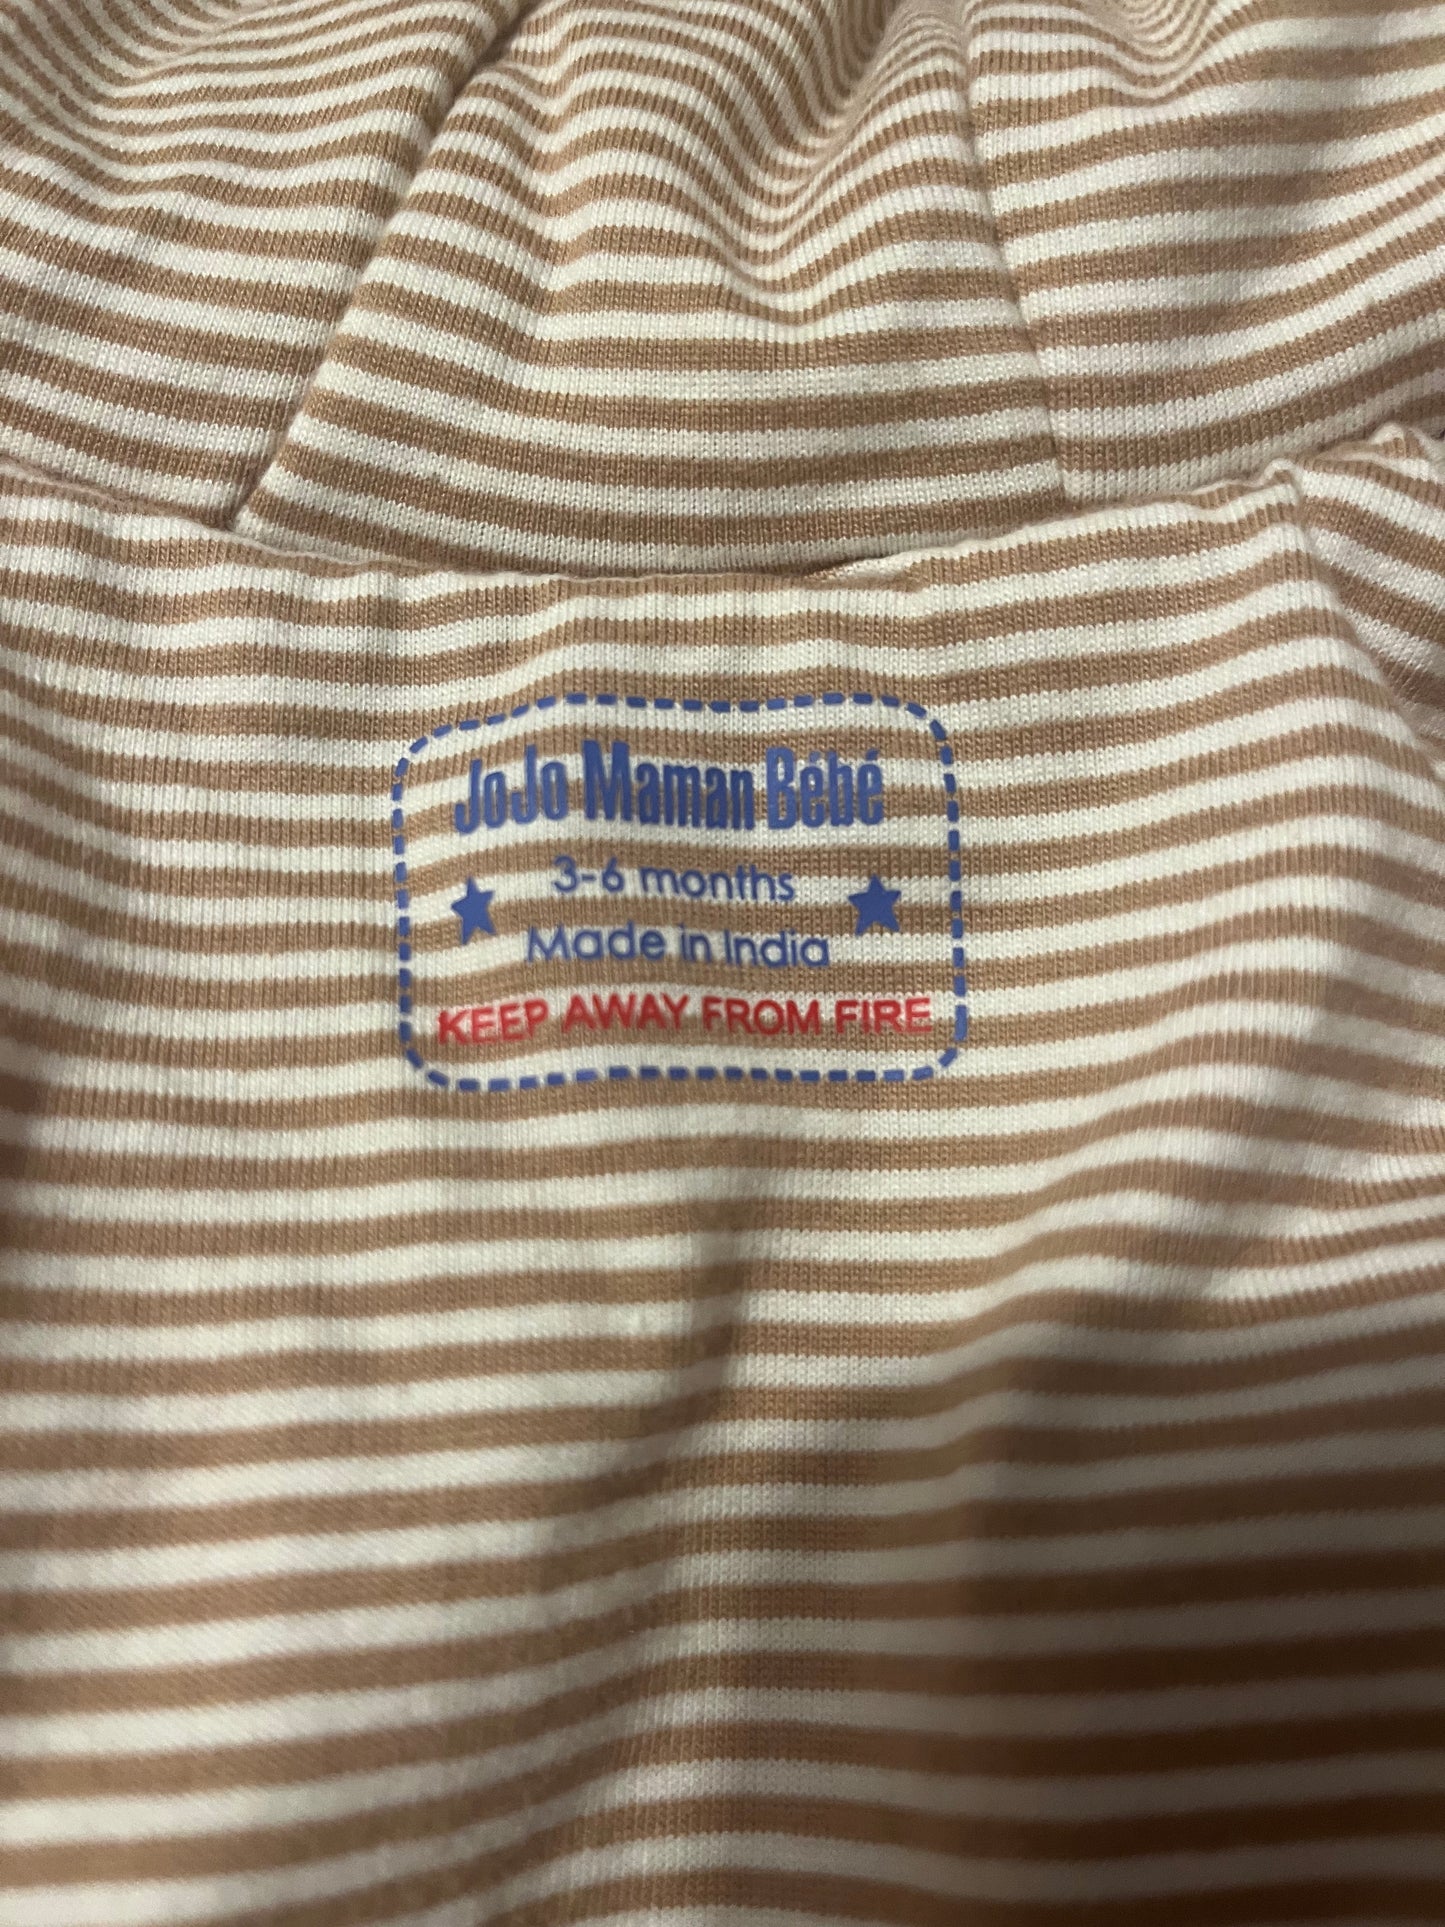 JoJo Maman Bébé
3-6 months
Made in India
KEEP AWAY FROM FIRE